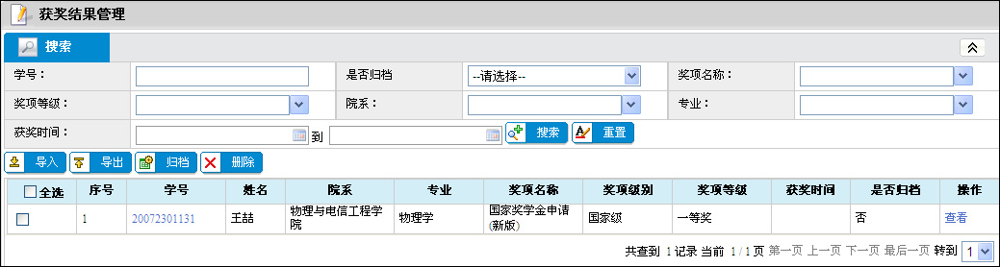 获奖结果管理
搜索
学号： 是否归档 --请选择-- 奖项名称：
奖项等级： 院系： 专业：
获奖时间： 到 搜索 重置
导入 导出 归档 删除
全选 序号 学号 姓名 院系 专业 奖项名称 奖项级别 奖项等级 获奖时间 是否归档 操作
1 20072301131 王喆 物理与电信工程学院 物理学 国家奖学金申请(新版) 国家级 一等奖 否 查看
共查到 1 记录 当前 1 / 1 页 第一页 上一页 下一页 最后一页 转到 1